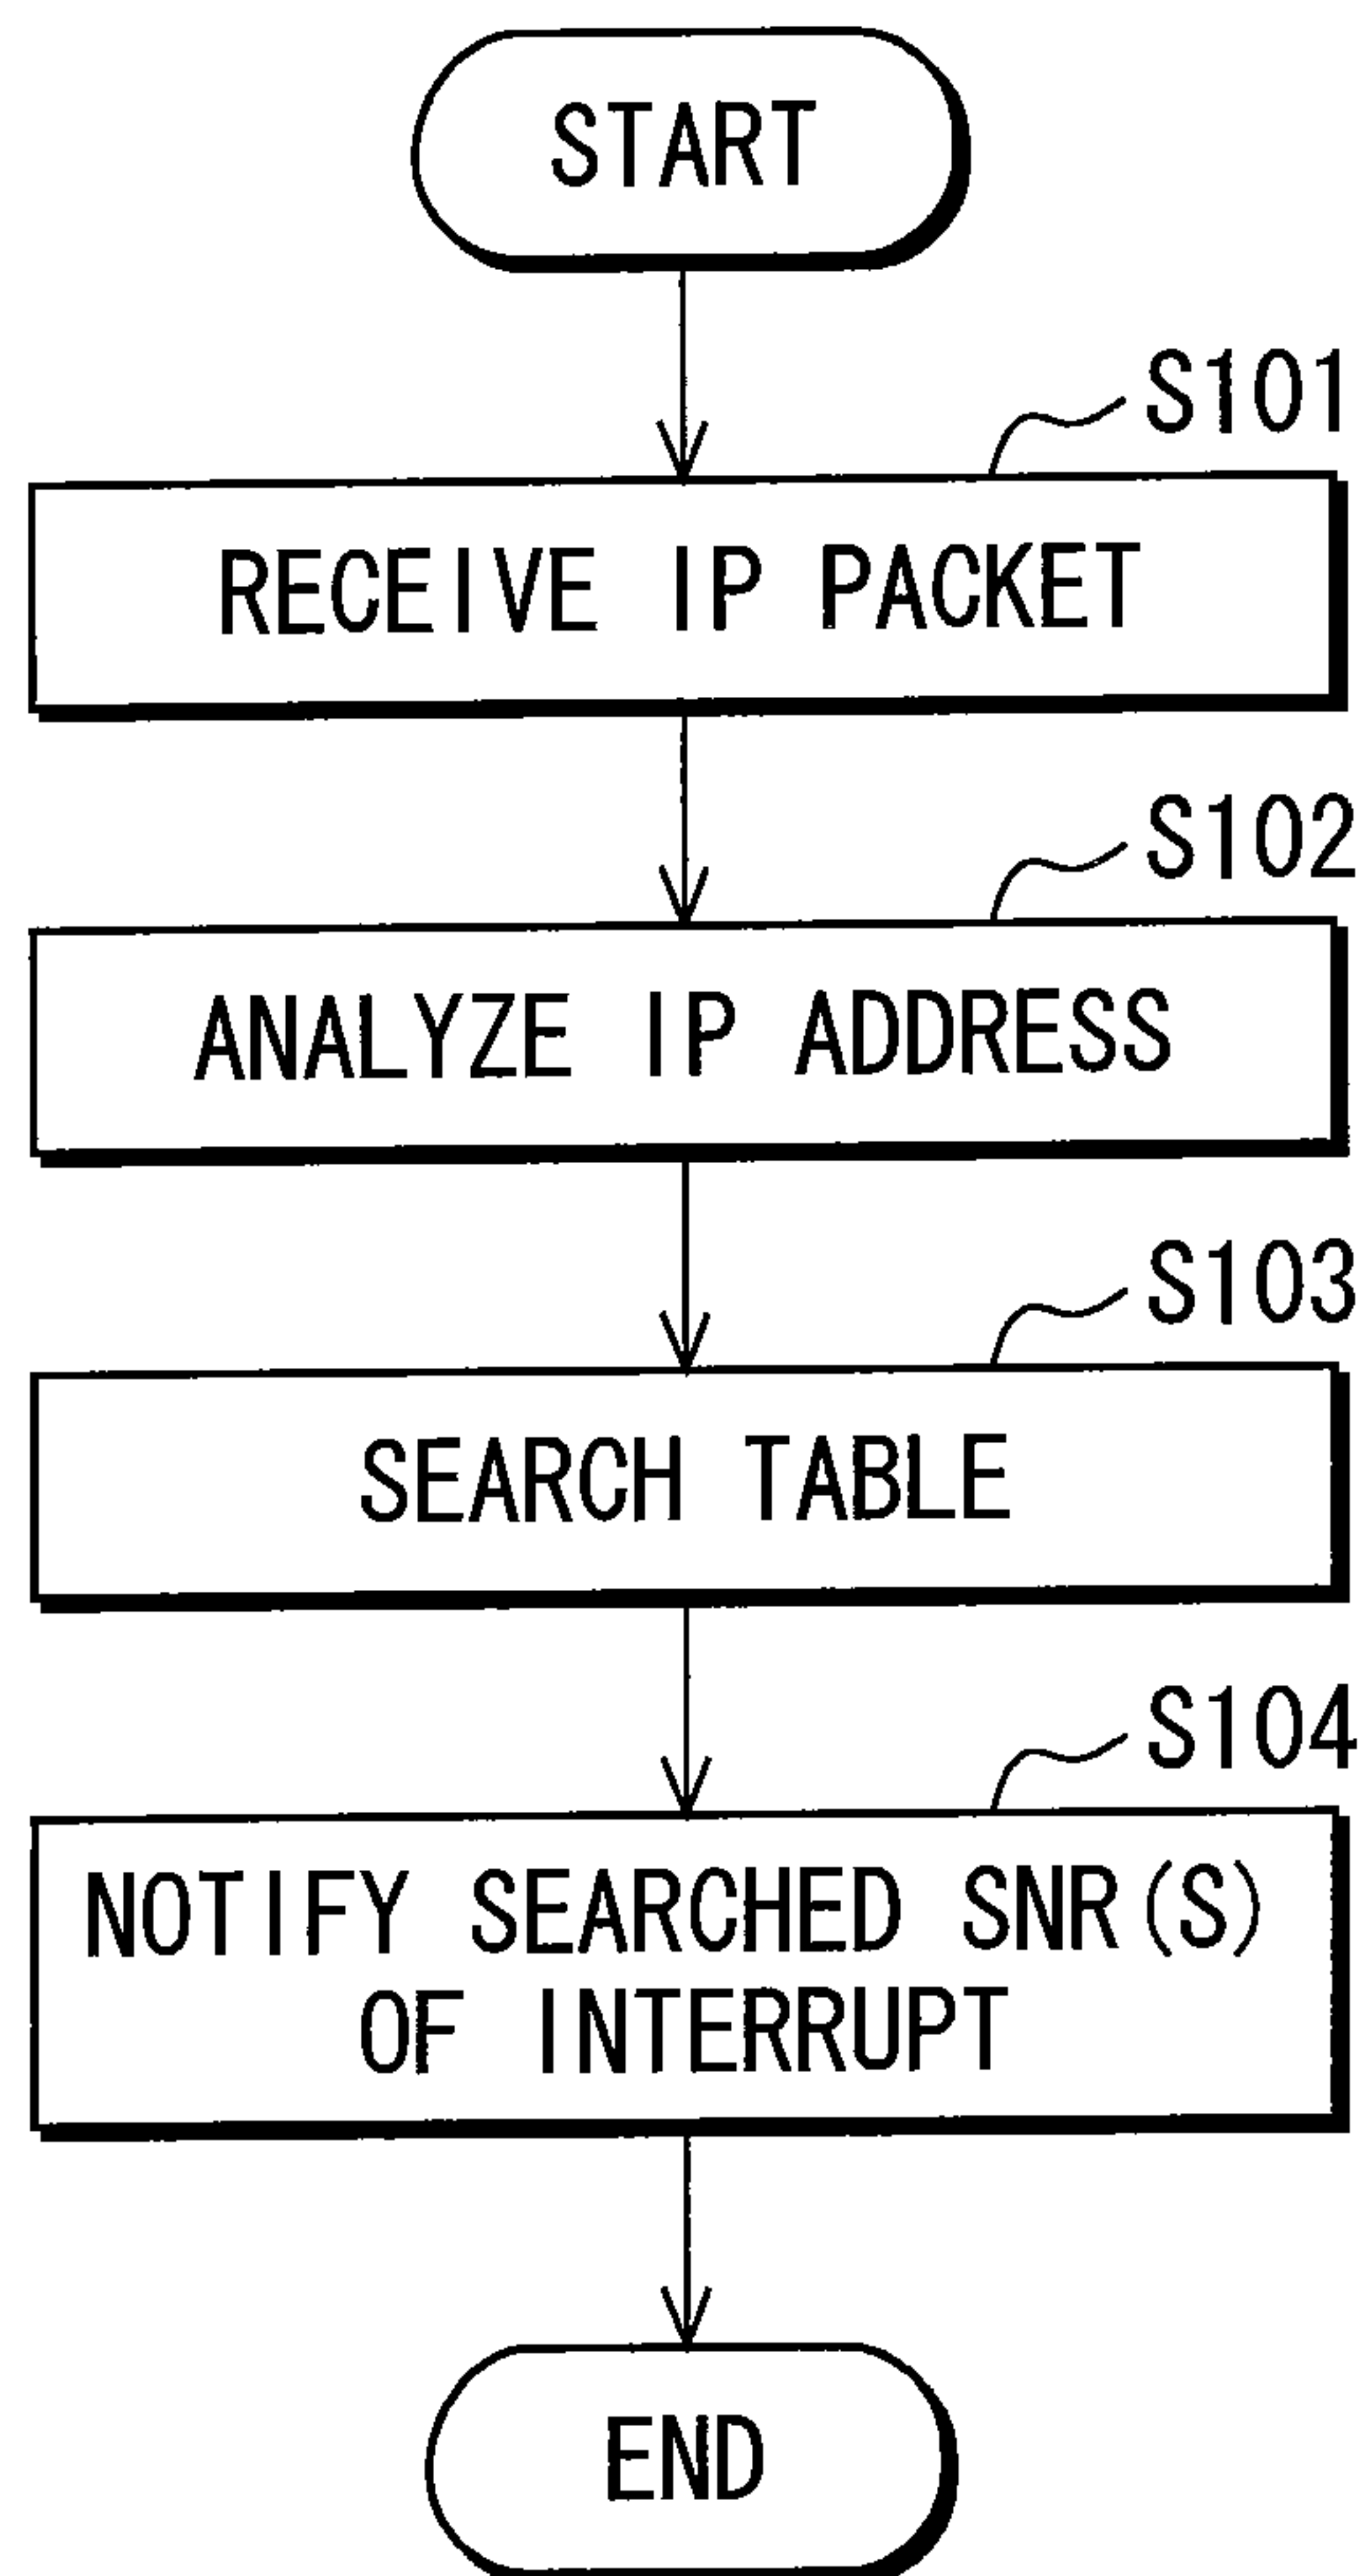 START
S101
RECEIVE IP PACKET
S102
ANALYZE IP ADDRESS
S103
SEARCH TABLE
S104
NOTIFY SEARCHED SNR(S)
OF INTERRUPT
END